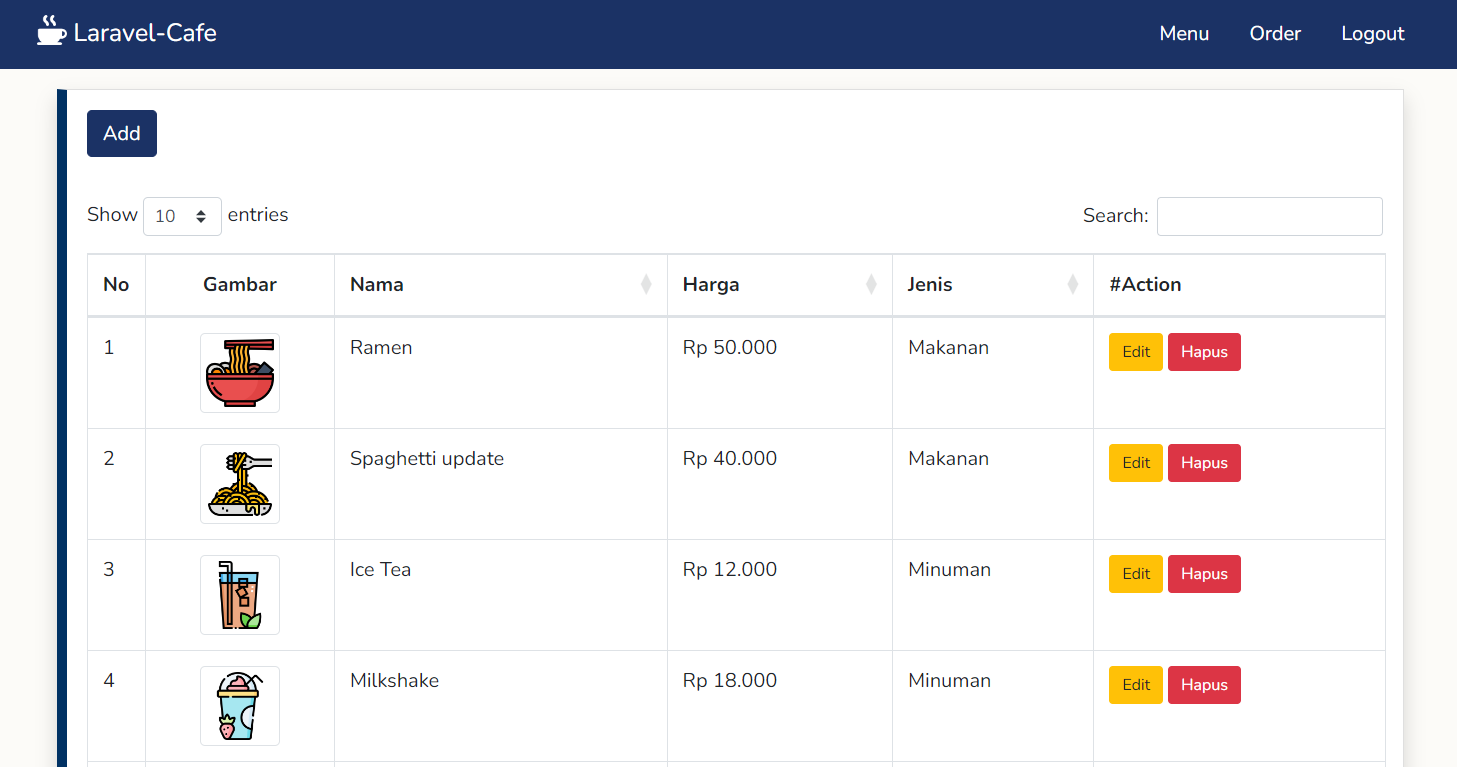 Laravel-Cafe Menu Order Logout
Add
Show 10 entries Search:
No Gambar Nama Harga Jenis #Action
1 Ramen Rp 50.000 Makanan Edit Hapus
2 Spaghetti update Rp 40.000 Makanan Edit Hapus
3 Ice Tea Rp 12.000 Minuman Edit Hapus
4 Milkshake Rp 18.000 Minuman Edit Hapus